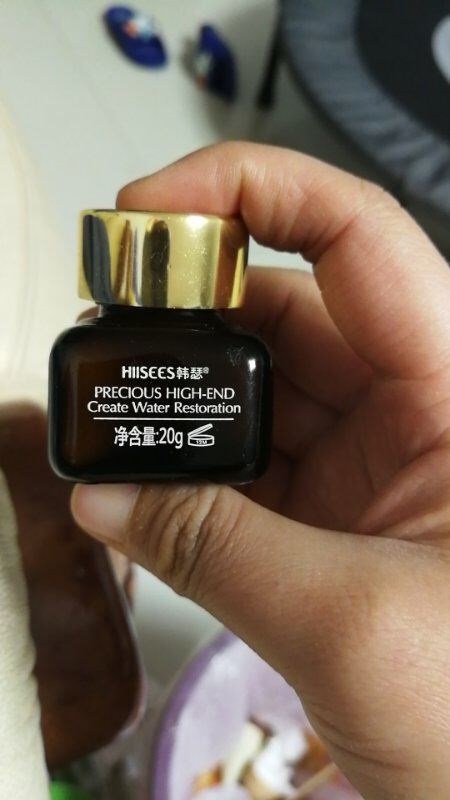 HIISEES韩瑟®
PRECIOUS HIGH-END
Create Water Restoration
净含量:20g